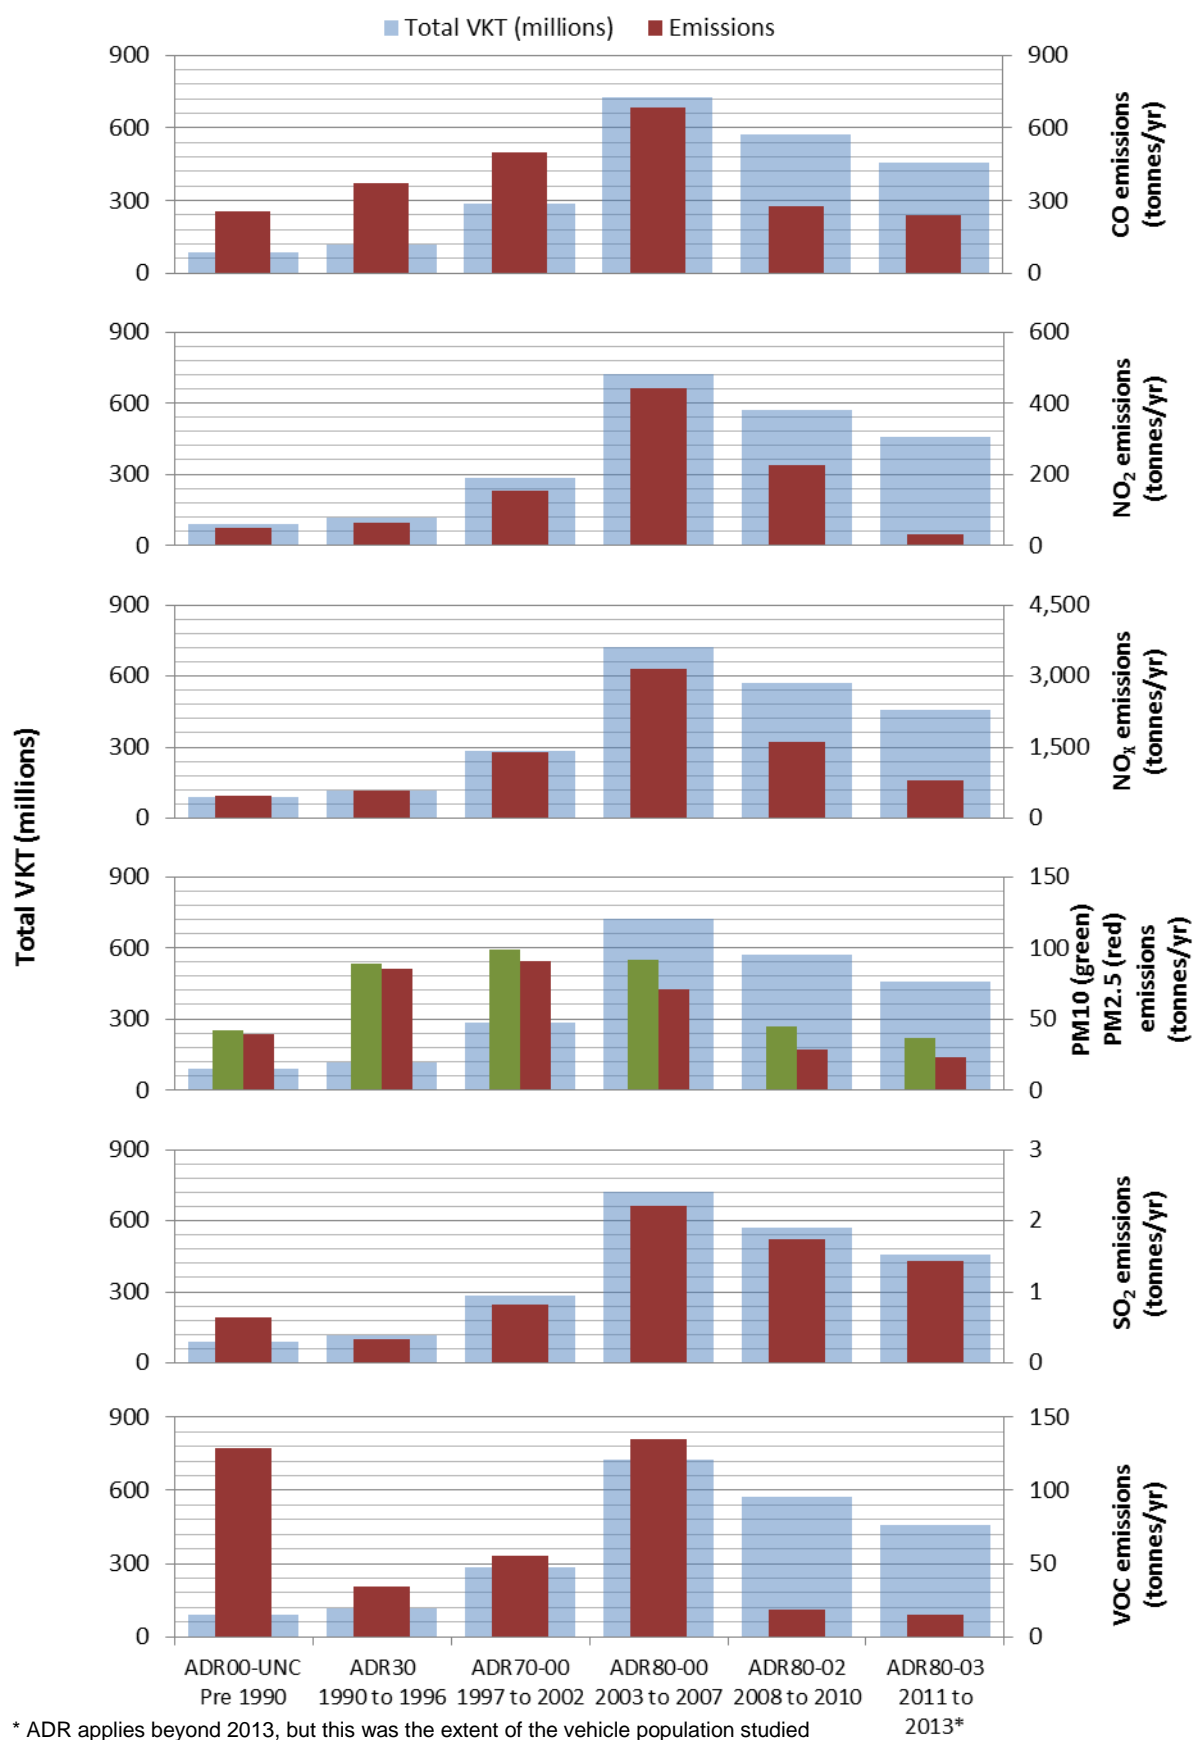 Total VKT (millions) Emissions
900 900
600 600
300 300
0 0
CO emissions
(tonnes/yr)
900 600
600 400
300 200
0 0
NO₂ emissions
(tonnes/yr)
900 4,500
600 3,000
300 1,500
0 0
NOₓ emissions
(tonnes/yr)
Total VKT (millions)
900 150
600 100
300 50
0 0
PM10 (green)
PM2.5 (red)
emissions
(tonnes/yr)
900 3
600 2
300 1
0 0
SO₂ emissions
(tonnes/yr)
900 150
600 100
300 50
0 0
VOC emissions
(tonnes/yr)
ADR00-UNC ADR30 ADR70-00 ADR80-00 ADR80-02 ADR80-03
Pre 1990 1990 to 1996 1997 to 2002 2003 to 2007 2008 to 2010 2011 to
2013*
* ADR applies beyond 2013, but this was the extent of the vehicle population studied